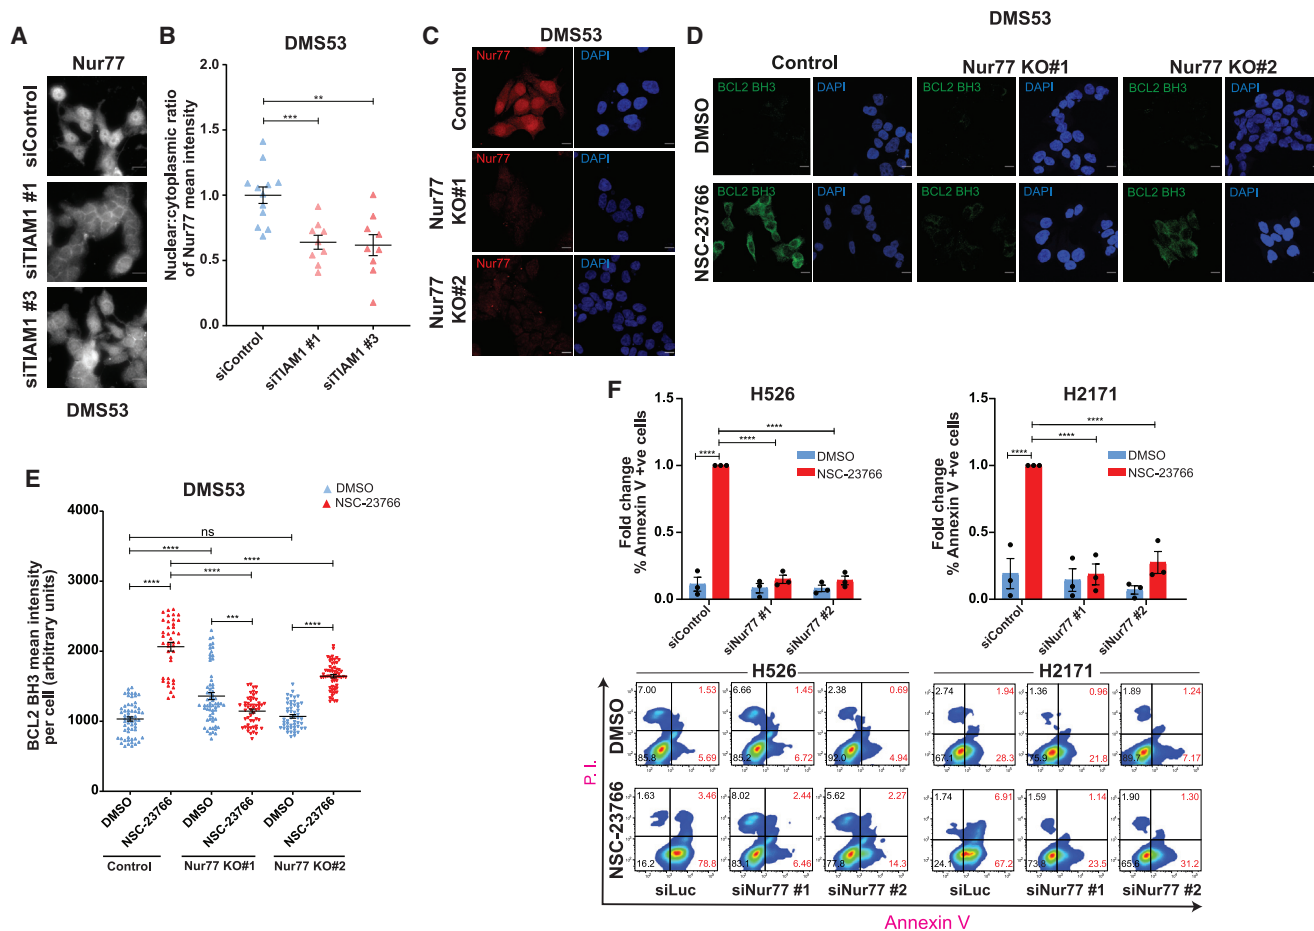 A
Nur77
siControl
siTIAM1 #1
siTIAM1 #3
DMS53
B
DMS53
Nuclear:cytoplasmic ratio
of Nur77 mean intensity
2.0
1.5
1.0
0.5
0.0
**
***
siControl
siTIAM1 #1
siTIAM1 #3
C
DMS53
Control
Nur77 DAPI
Nur77
KO#1
Nur77 DAPI
Nur77
KO#2
Nur77 DAPI
D
DMS53
Control Nur77 KO#1 Nur77 KO#2
DMSO
BCL2 BH3 DAPI BCL2 BH3 DAPI BCL2 BH3 DAPI
NSC-23766
BCL2 BH3 DAPI BCL2 BH3 DAPI BCL2 BH3 DAPI
E
DMS53
DMSO
NSC-23766
BCL2 BH3 mean intensity
per cell (arbitrary units)
4000
3000
2000
1000
0
ns
****
****
****
****
***
****
DMSO
NSC-23766
DMSO
NSC-23766
DMSO
NSC-23766
Control Nur77 KO#1 Nur77 KO#2
F
H526
Fold change
% Annexin V +ve cells
1.5
1.0
0.5
0.00
****
****
****
DMSO
NSC-23766
siControl
siNur77 #1
siNur77 #2
H2171
Fold change
% Annexin V +ve cells
1.5
1.0
0.5
0.00
****
****
****
DMSO
NSC-23766
siControl
siNur77 #1
siNur77 #2
H526 H2171
P. I.
DMSO
7.00 1.53 6.66 1.45 2.38 0.69 2.74 1.94 1.36 0.96 1.89 1.24
85.8 5.69 85.2 6.72 92.0 4.94 67.1 28.3 75.9 21.8 89.7 7.17
NSC-23766
1.63 3.46 8.02 2.44 5.62 2.27 1.74 6.91 1.59 1.14 1.90 1.30
16.2 78.8 83.1 6.46 77.8 14.3 24.1 67.2 73.8 23.5 65.6 31.2
siLuc siNur77 #1 siNur77 #2 siLuc siNur77 #1 siNur77 #2
Annexin V